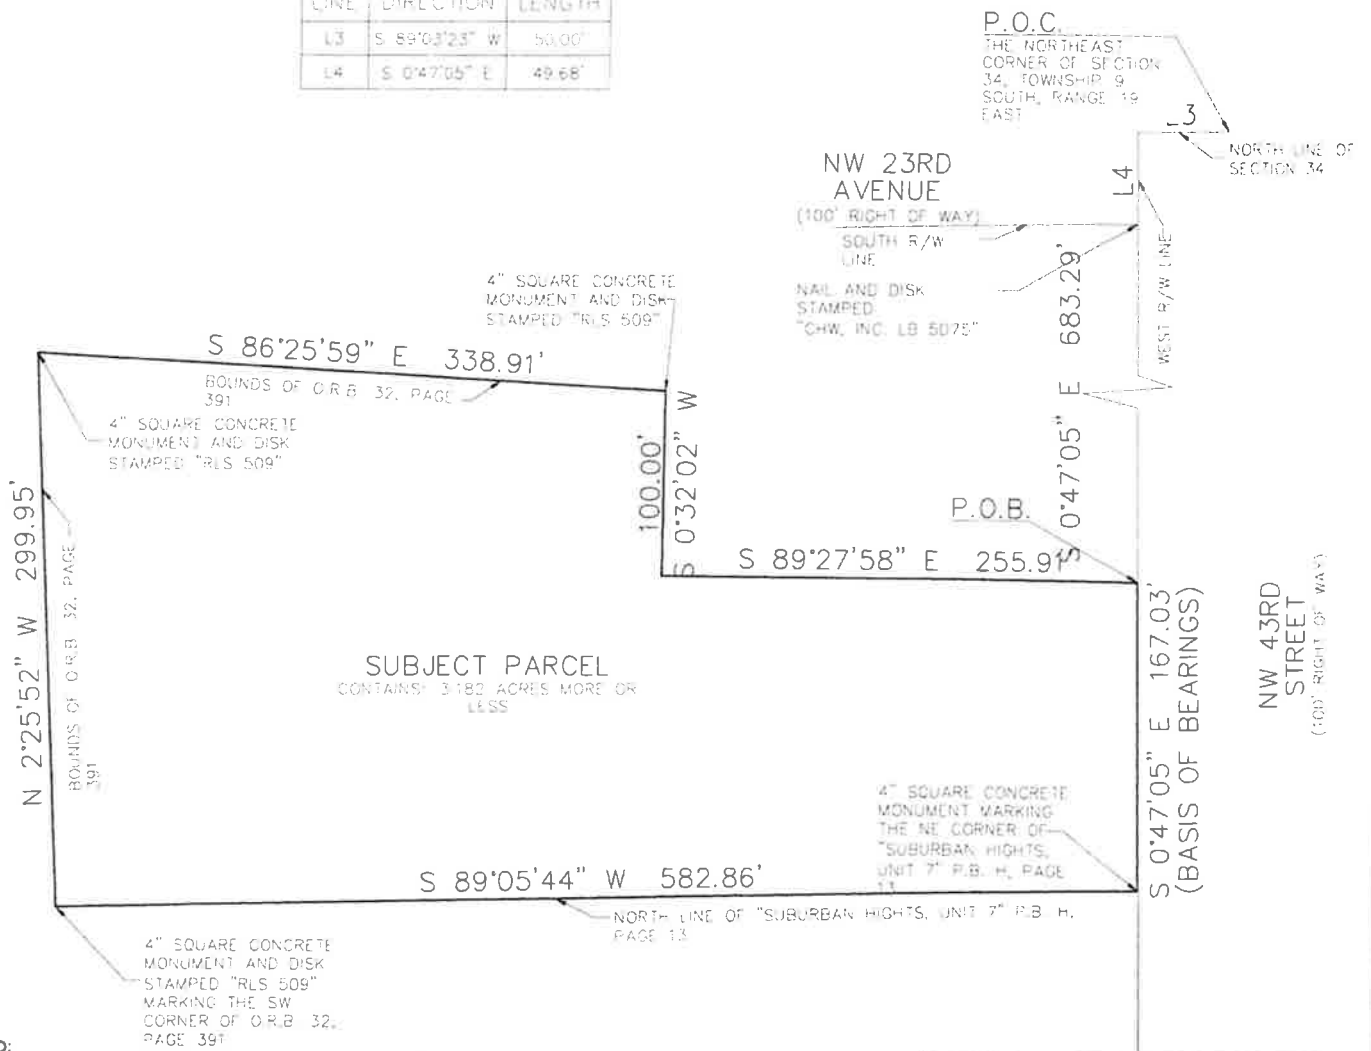 LINE DIRECTION LENGTH
L3 S 89°03'23" W 50.00'
L4 S 0°47'05" E 49.68'
P.O.C.
THE NORTHEAST
CORNER OF SECTION
34, TOWNSHIP 9
SOUTH, RANGE 19
EAST
L3
NORTH LINE OF
SECTION 34
L4
NW 23RD
AVENUE
(100' RIGHT OF WAY)
SOUTH R/W
LINE
NAIL AND DISK
STAMPED
"CHW, INC. LB 5075"
WEST R/W LINE
S 0°47'05" E 683.29'
4" SQUARE CONCRETE
MONUMENT AND DISK
STAMPED "RLS 509"
S 86°25'59" E 338.91'
BOUNDS OF O.R.B. 32, PAGE
391
4" SQUARE CONCRETE
MONUMENT AND DISK
STAMPED "RLS 509"
100.00'
S 0°32'02" W
P.O.B.
S 89°27'58" E 255.91'
N 2°25'52" W 299.95'
BOUNDS OF O.R.B. 32, PAGE
391
SUBJECT PARCEL
CONTAINS: 3.182 ACRES MORE OR
LESS
S 0°47'05" E 167.03'
(BASIS OF BEARINGS)
NW 43RD
STREET
(100' RIGHT OF WAY)
4" SQUARE CONCRETE
MONUMENT MARKING
THE NE CORNER OF
"SUBURBAN HIGHTS,
UNIT 7" P.B. H, PAGE
13
S 89°05'44" W 582.86'
NORTH LINE OF "SUBURBAN HIGHTS, UNIT 7" P.B. H,
PAGE 13
4" SQUARE CONCRETE
MONUMENT AND DISK
STAMPED "RLS 509"
MARKING THE SW
CORNER OF O.R.B. 32,
PAGE 391